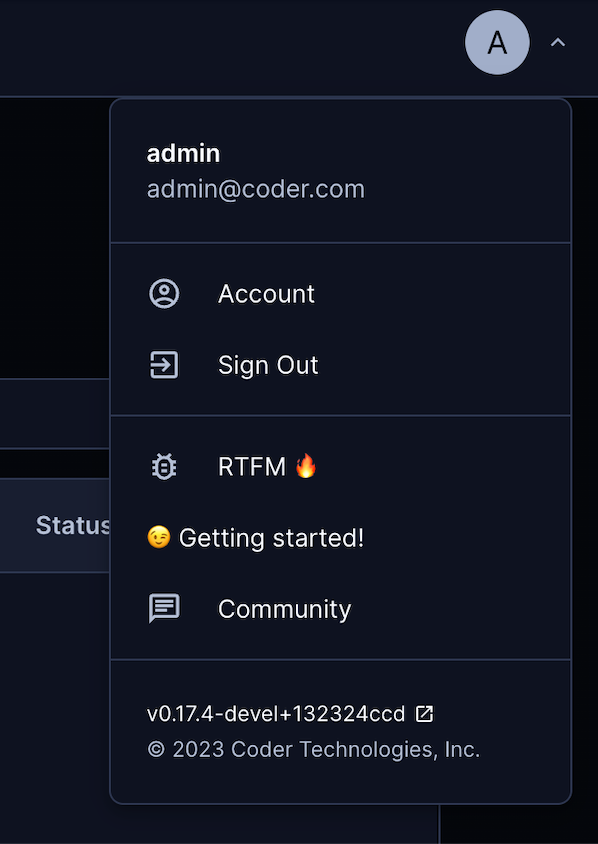 A
admin
admin@coder.com
Account
Sign Out
RTFM 🔥
Status
😉 Getting started!
Community
v0.17.4-devel+132324ccd
© 2023 Coder Technologies, Inc.